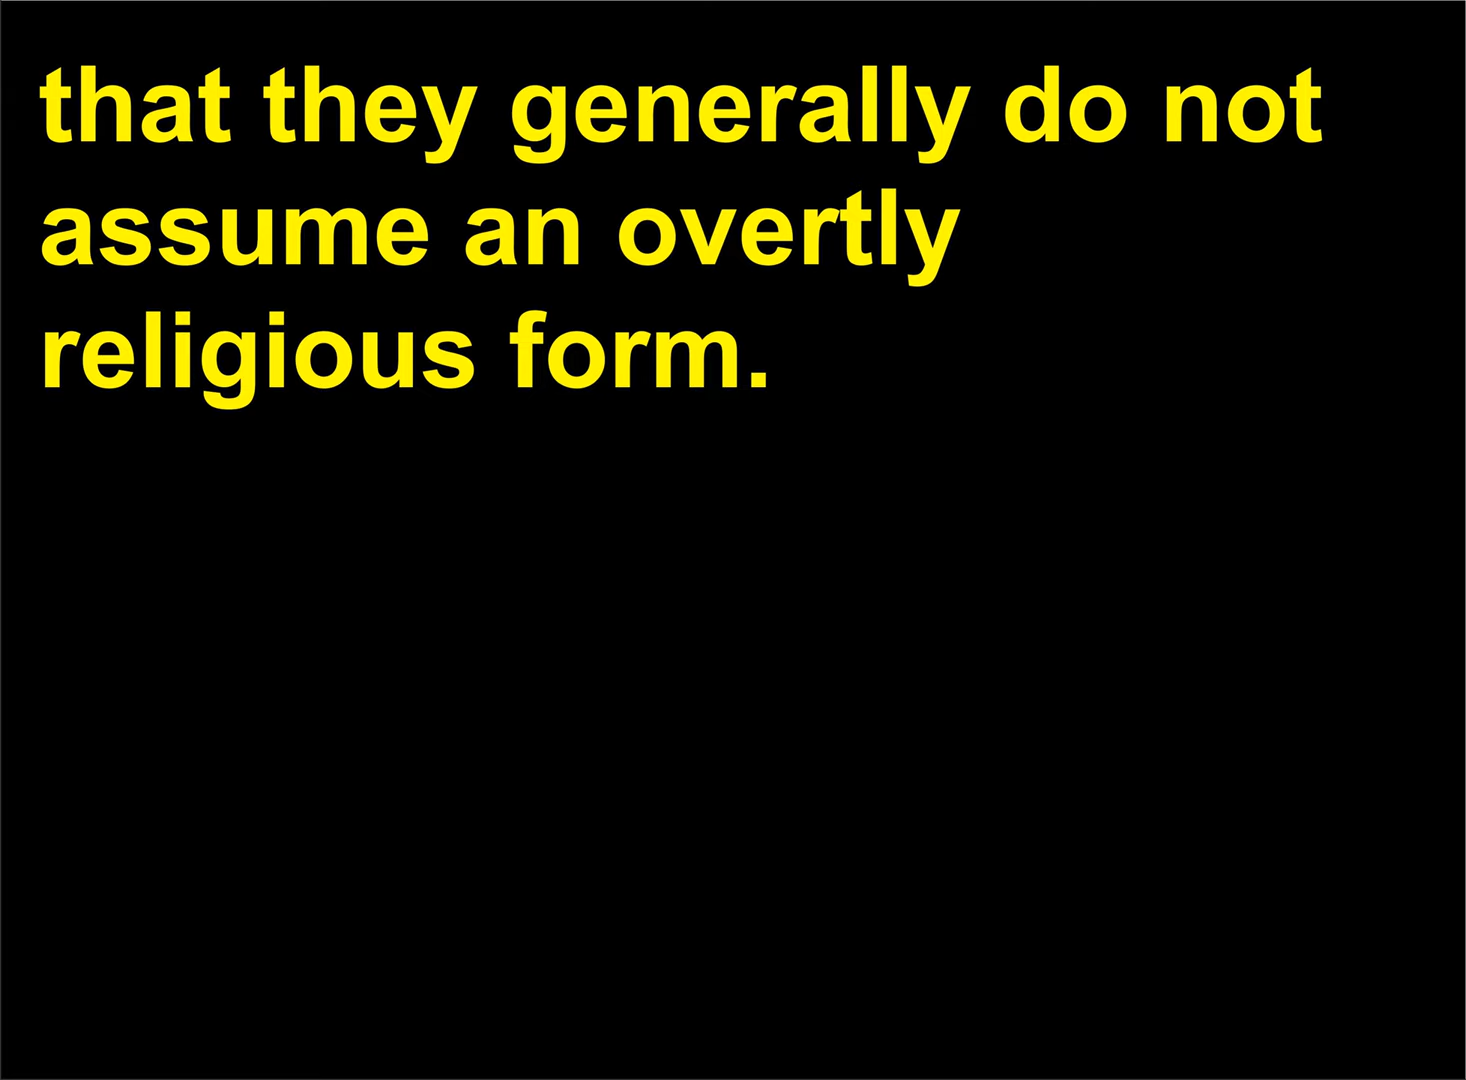 that they generally do not
assume an overtly
religious form.